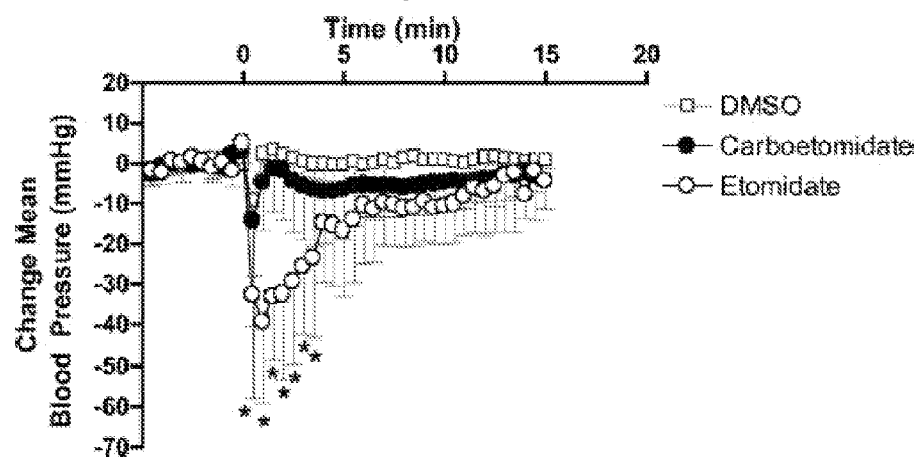 Time (min)
0 5 10 15 20
20
10
0
-10
-20
-30
-40
-50
-60
-70
Change Mean
Blood Pressure (mmHg)
DMSO
Carboetomidate
Etomidate
* * * * * * *